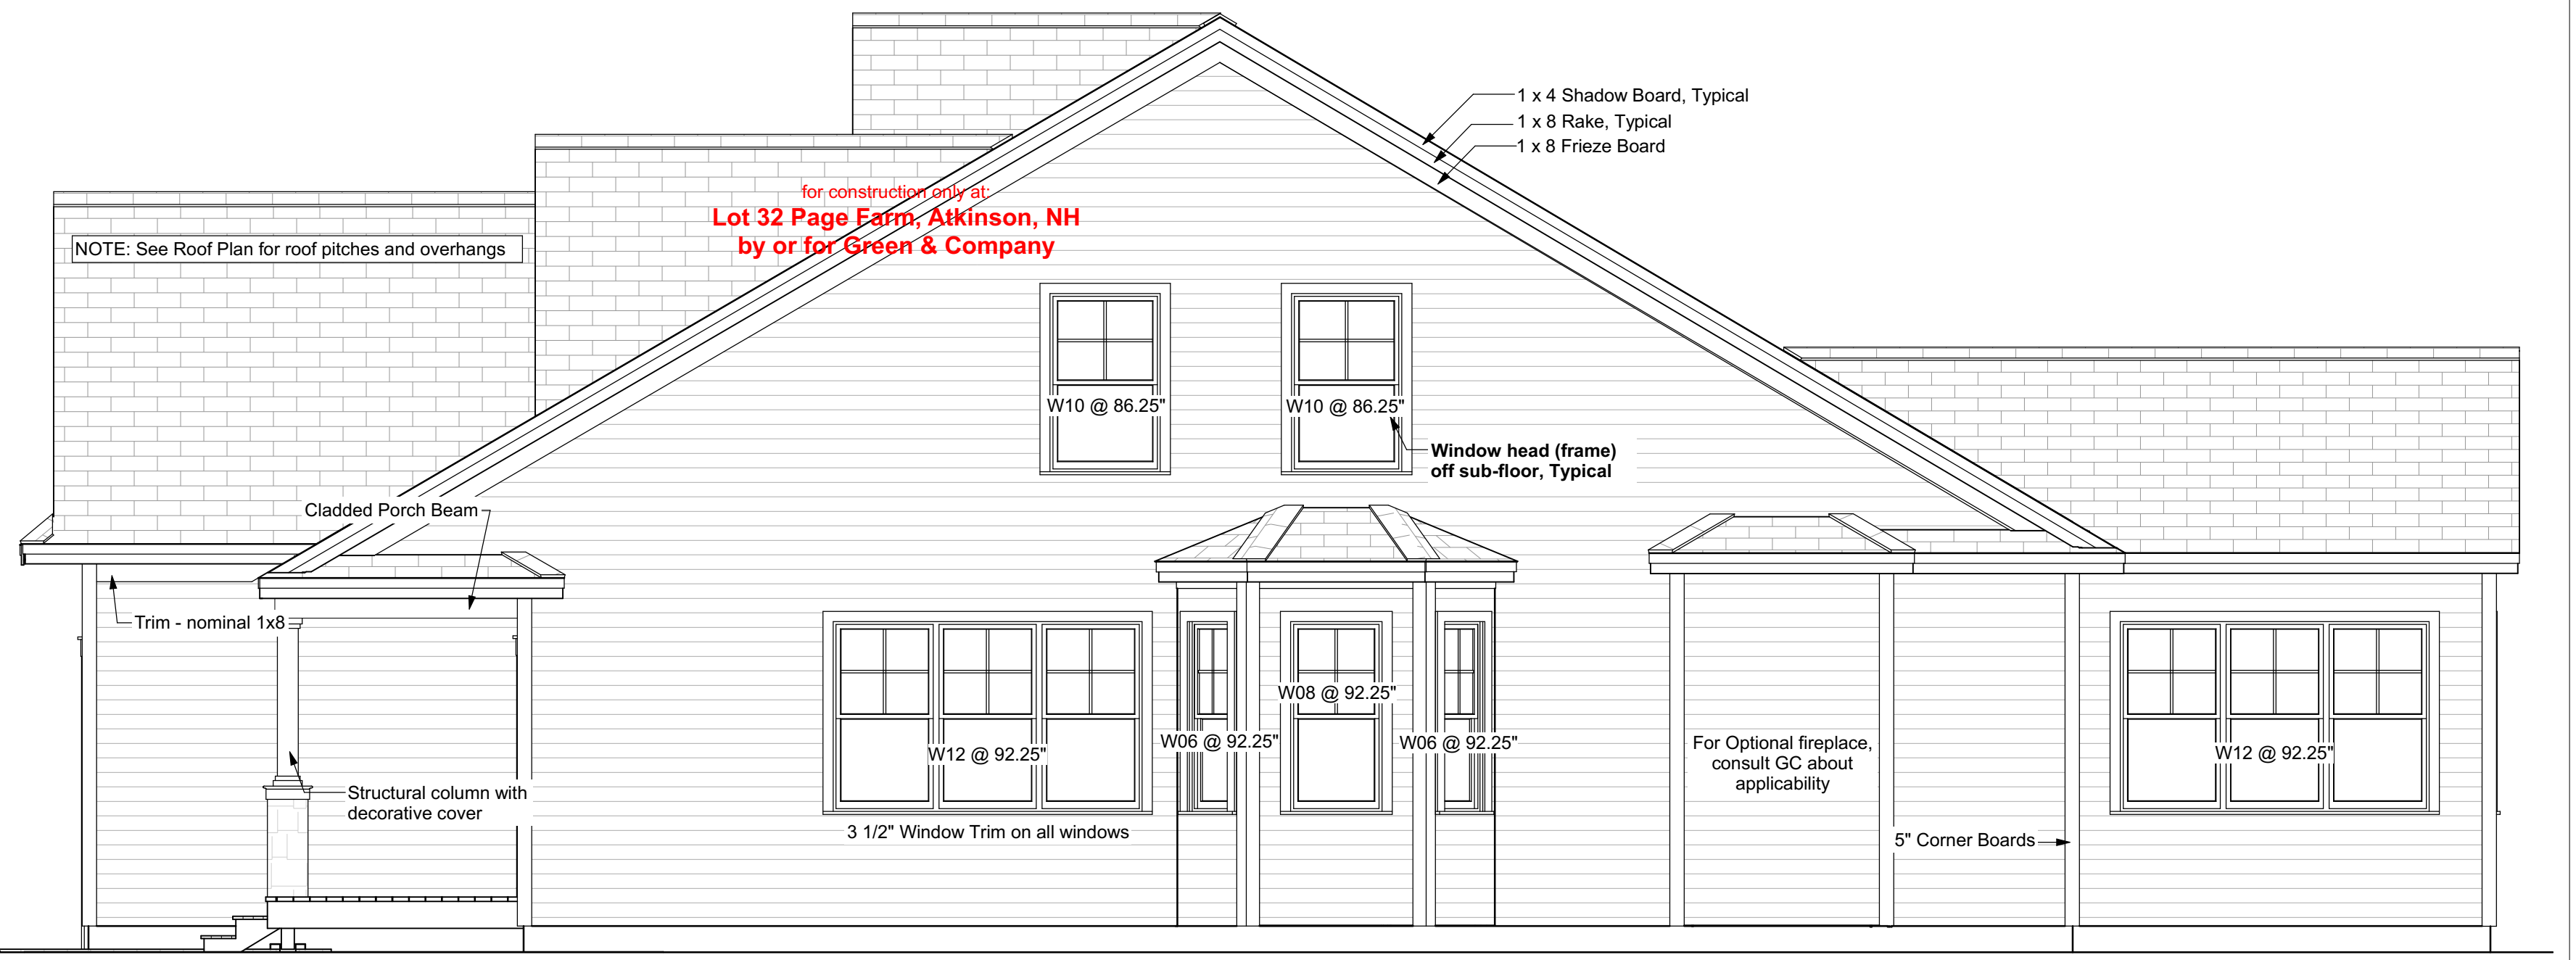 1 x 4 Shadow Board, Typical
1 x 8 Rake, Typical
1 x 8 Frieze Board
for construction only at:
Lot 32 Page Farm, Atkinson, NH
by or for Green & Company
NOTE: See Roof Plan for roof pitches and overhangs
W10 @ 86.25"
W10 @ 86.25"
Window head (frame)
off sub-floor, Typical
Cladded Porch Beam
Trim - nominal 1x8
W08 @ 92.25"
W06 @ 92.25"
W06 @ 92.25"
W12 @ 92.25"
For Optional fireplace,
consult GC about
applicability
W12 @ 92.25"
Structural column with
decorative cover
3 1/2" Window Trim on all windows
5" Corner Boards